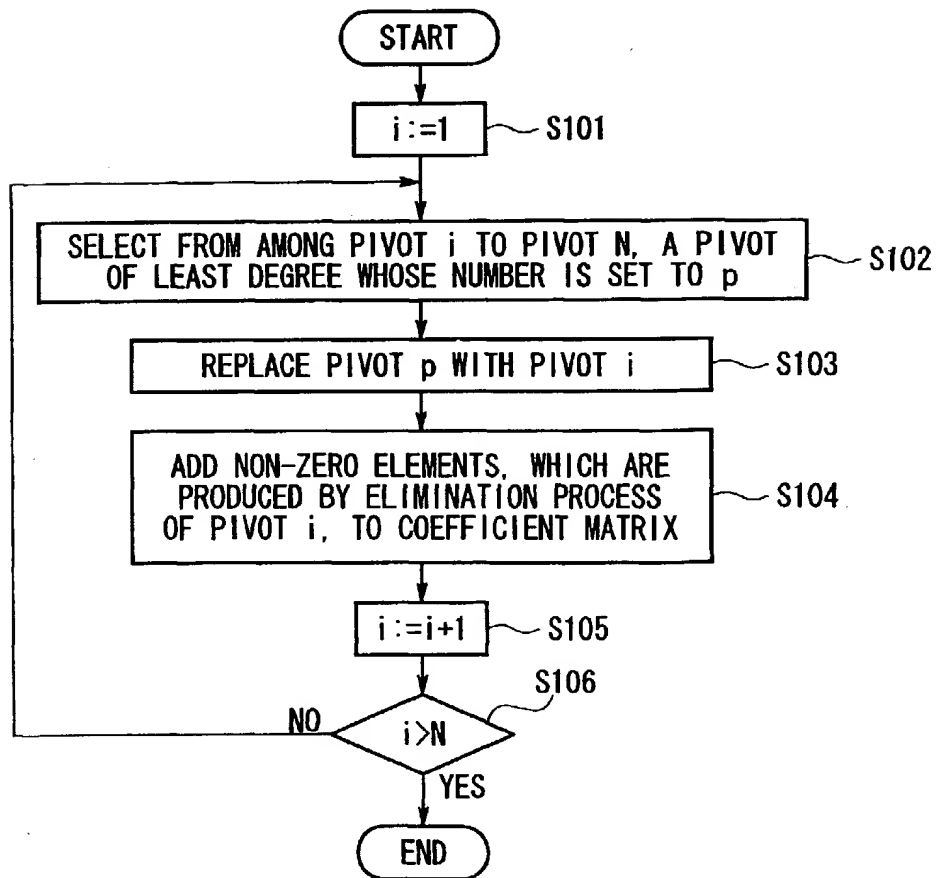 START
i:=1
S101
SELECT FROM AMONG PIVOT i TO PIVOT N, A PIVOT
OF LEAST DEGREE WHOSE NUMBER IS SET TO p
S102
REPLACE PIVOT p WITH PIVOT i
S103
ADD NON-ZERO ELEMENTS, WHICH ARE
PRODUCED BY ELIMINATION PROCESS
OF PIVOT i, TO COEFFICIENT MATRIX
S104
i:=i+1
S105
S106
i>N
NO
YES
END